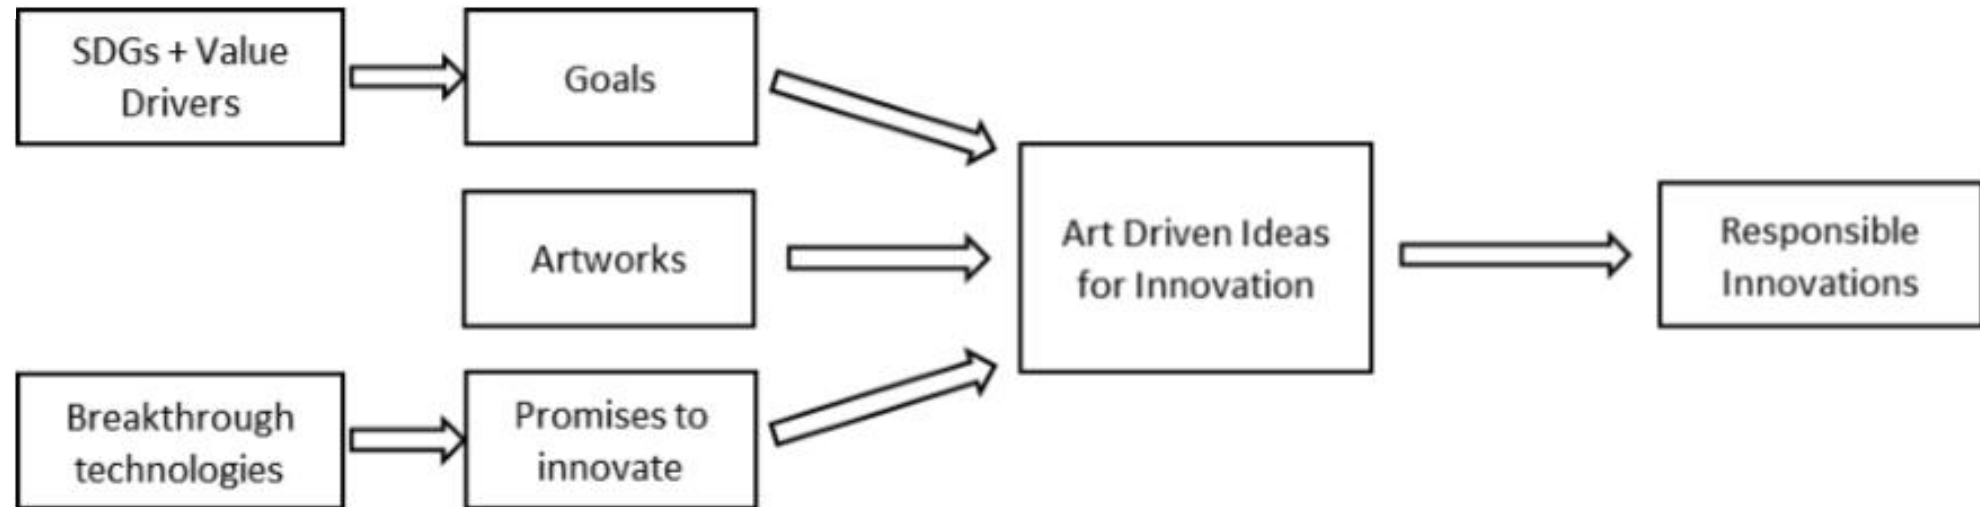 SDGs + Value
Drivers
Goals
Artworks
Breakthrough
technologies
Promises to
innovate
Art Driven Ideas
for Innovation
Responsible
Innovations